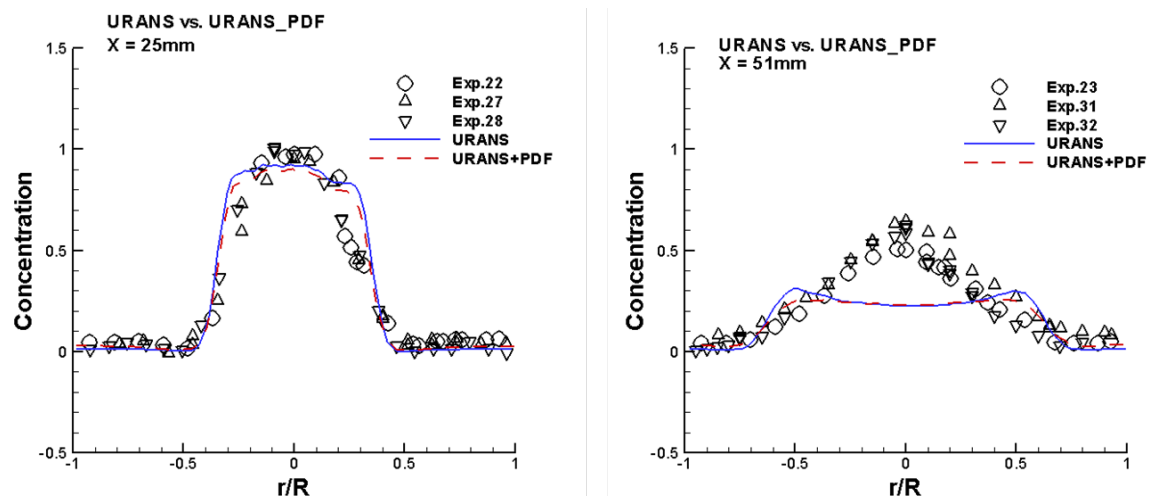 URANS vs. URANS_PDF
X = 25mm
1.5
Exp.22
Exp.27
Exp.28
URANS
URANS+PDF
1
0.5
0
-0.5
-1
-0.5
0
0.5
1
Concentration
r/R
URANS vs. URANS_PDF
X = 51mm
1.5
Exp.23
Exp.31
Exp.32
URANS
URANS+PDF
1
0.5
0
-0.5
-1
-0.5
0
0.5
1
Concentration
r/R